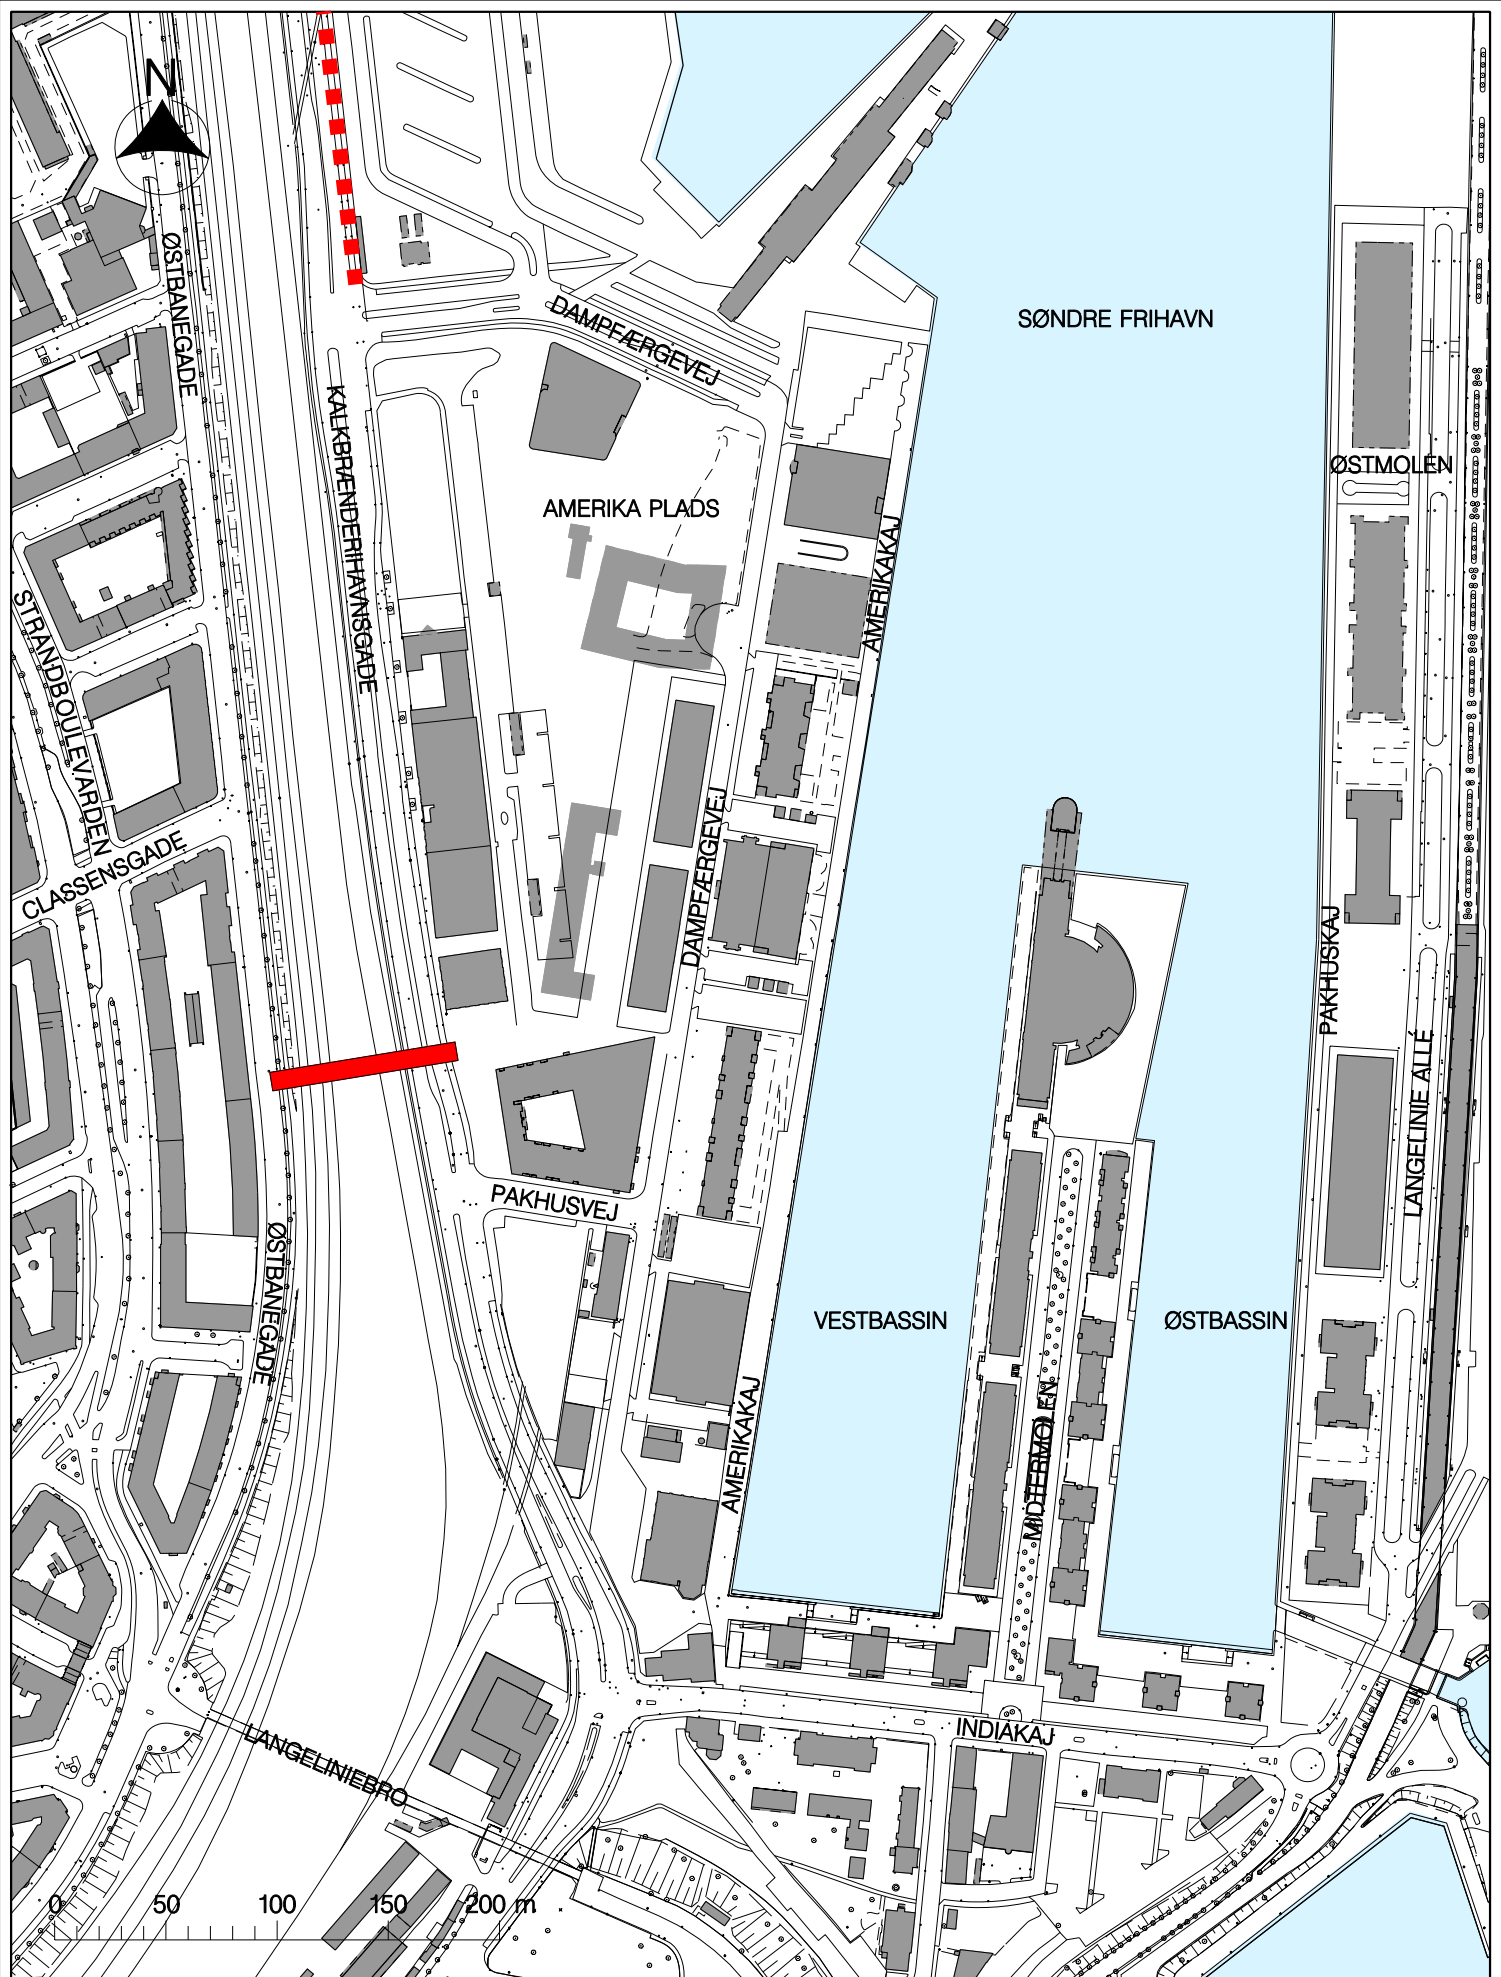 N
ØSTBANEGADE
DAMPFÆRGEVEJ
SØNDRE FRIHAVN
KALKBRÆNDERIHAVNSGADE
ØSTMOLEN
AMERIKA PLADS
AMERIKAKAJ
STRANDBOULEVARDEN
DAMPFÆRGEVEJ
CLASSENSGADE
PAKHUSKAJ
LANGELINIE ALLÉ
PAKHUSVEJ
ØSTBANEGADE
VESTBASSIN
ØSTBASSIN
AMERIKAKAJ
MIDTERMOLEN
INDIAKAJ
LANGELINIEBRO
0 50 100 150 200 m